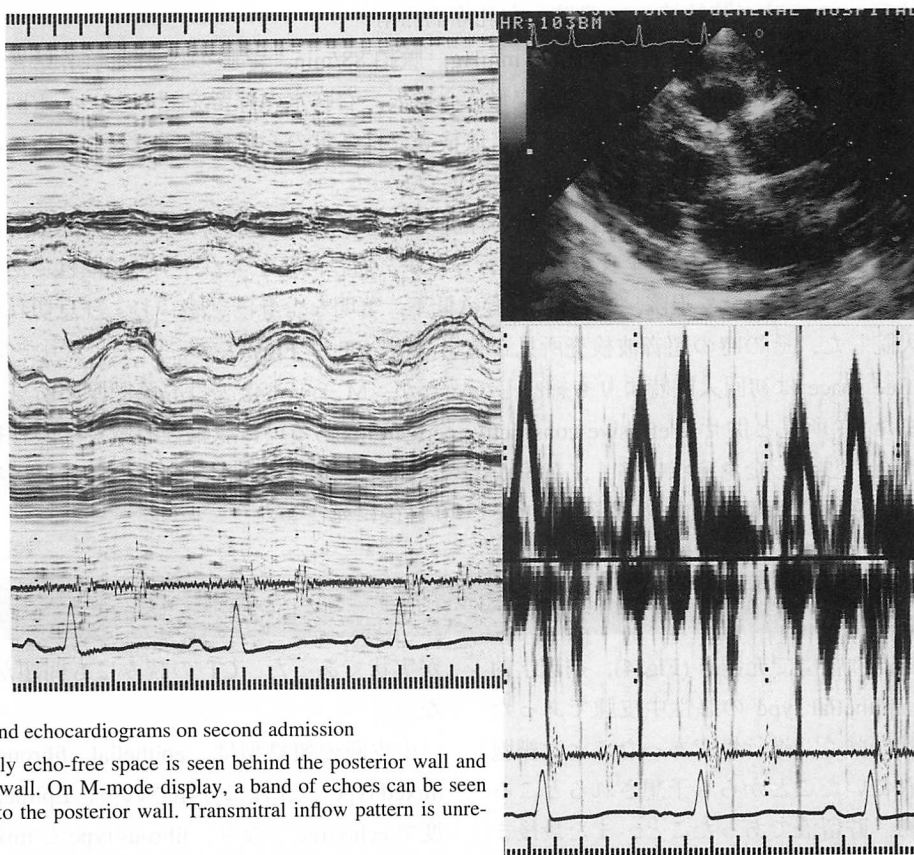 TOKYO GENERAL HOSPITAL
HR:103BM
nd echocardiograms on second admission
ly echo-free space is seen behind the posterior wall and
wall. On M-mode display, a band of echoes can be seen
to the posterior wall. Transmitral inflow pattern is unre-